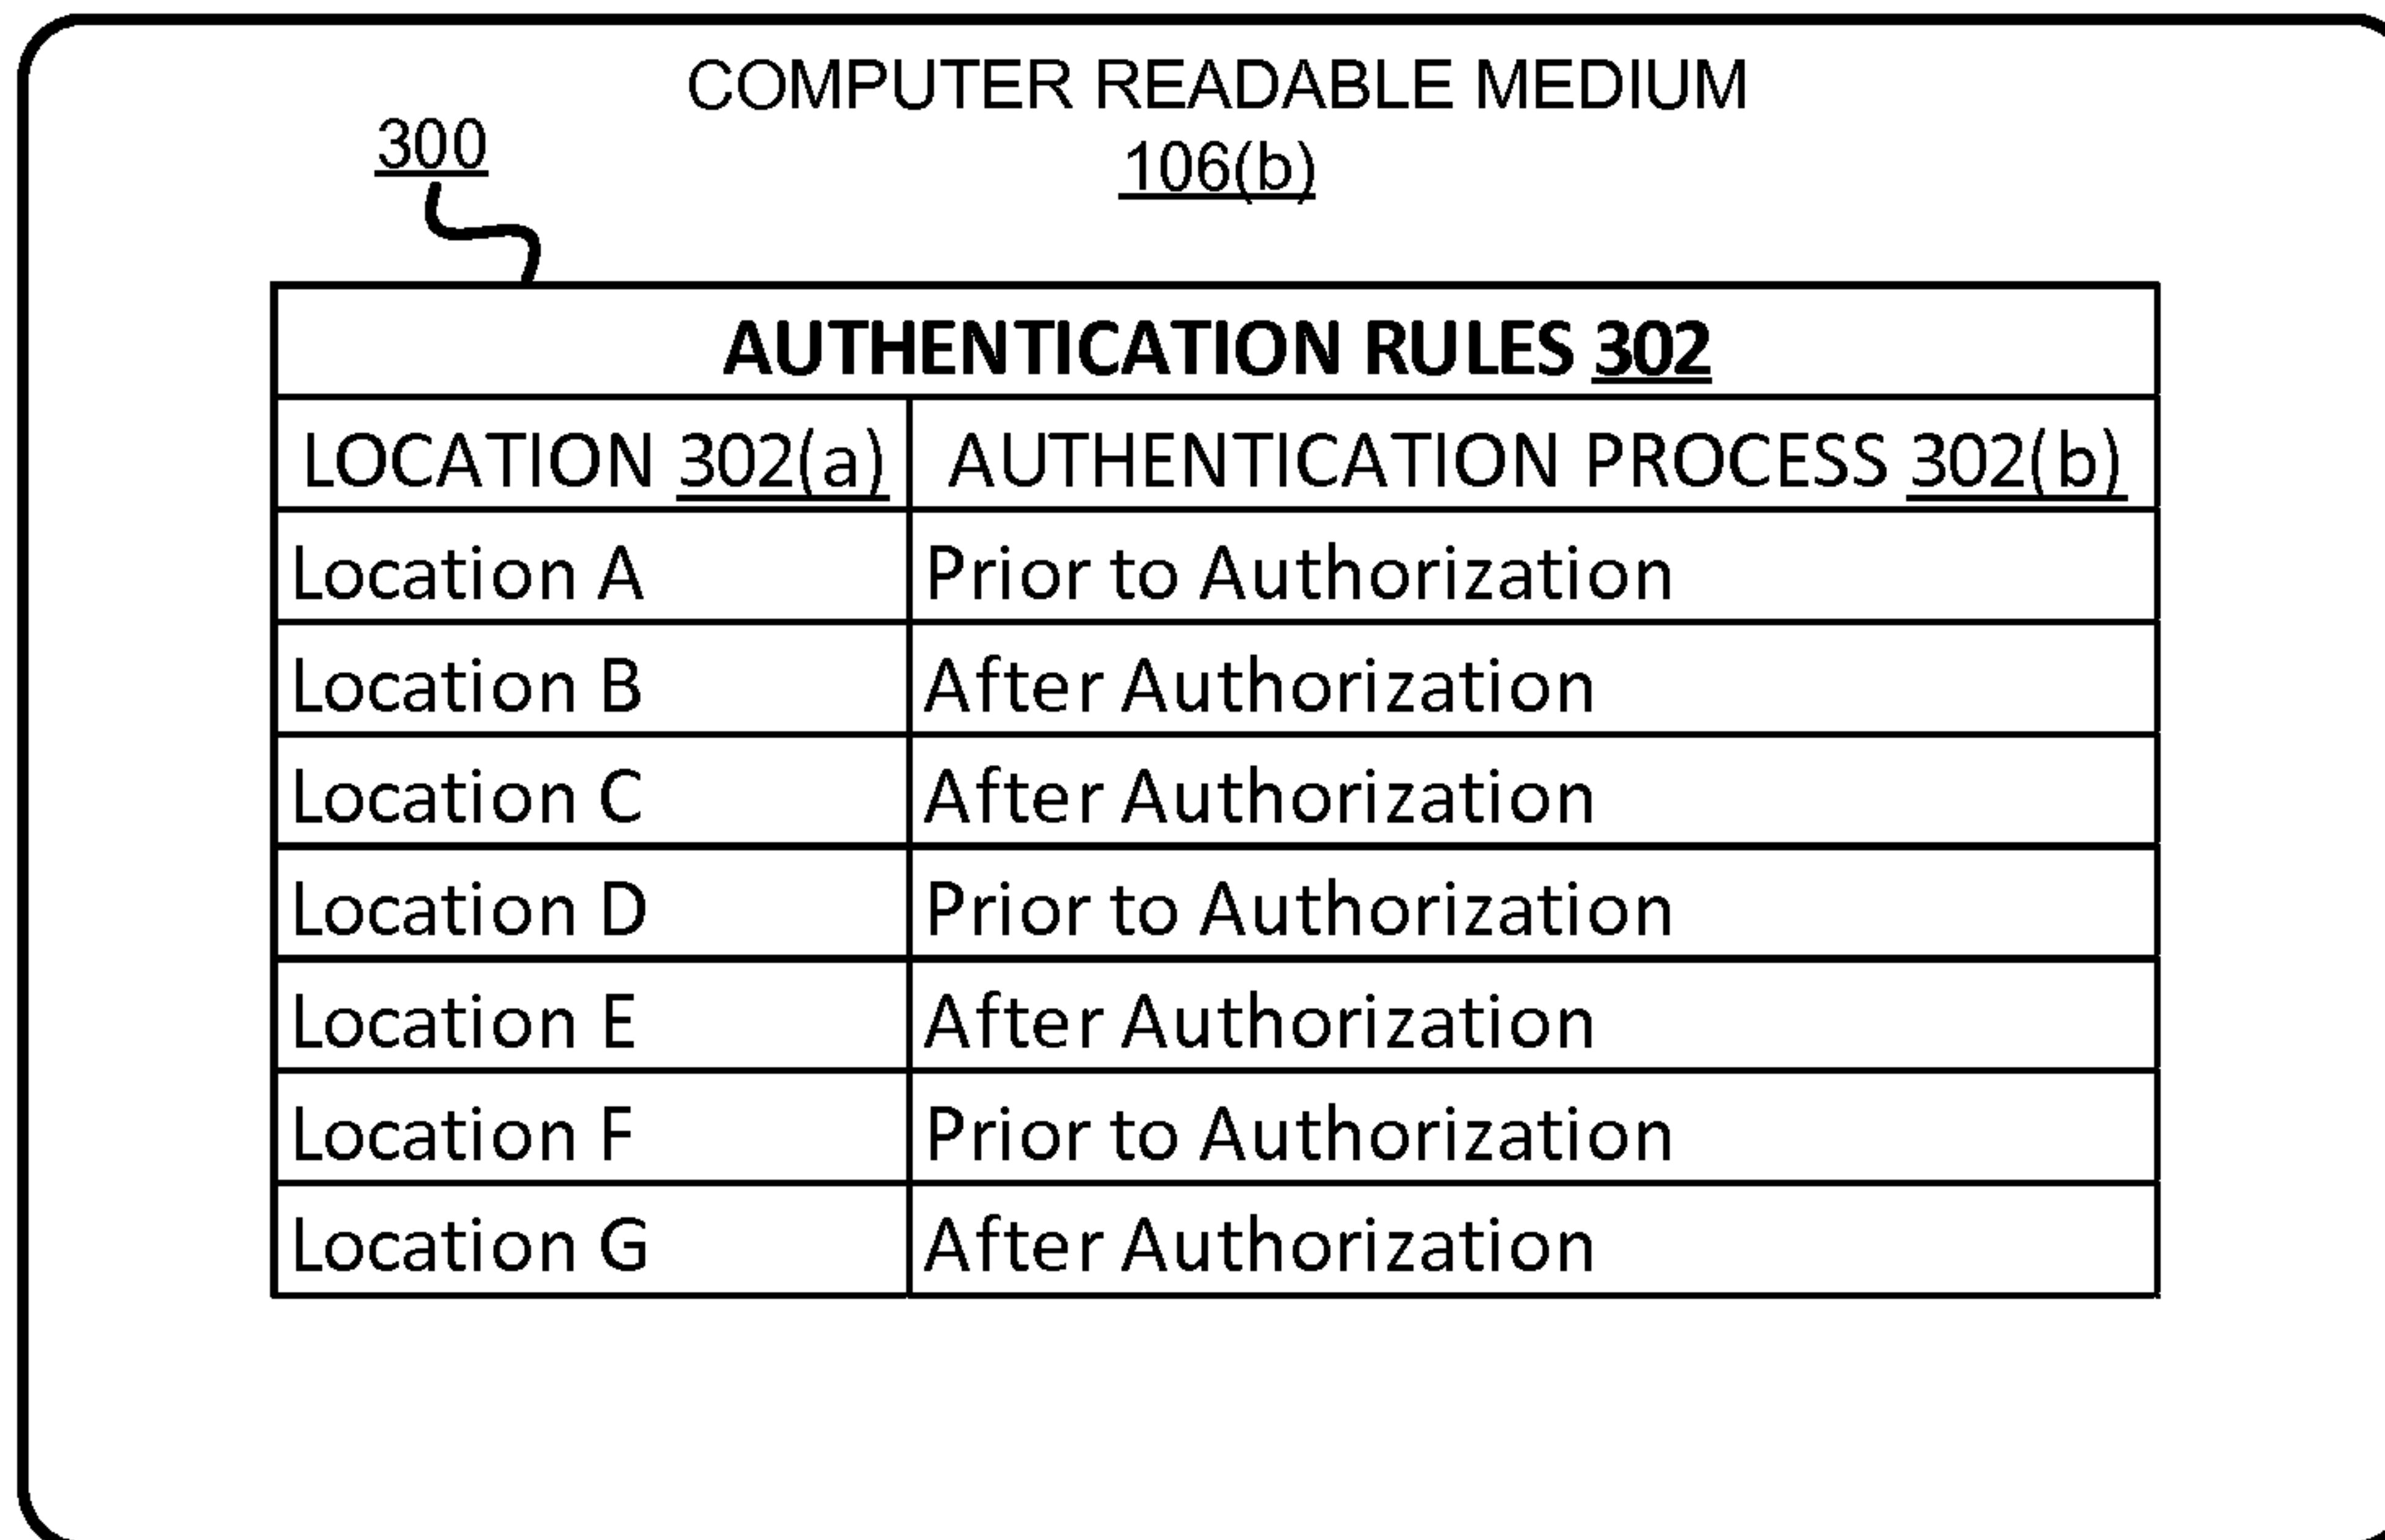 COMPUTER READABLE MEDIUM
106(b)
300
AUTHENTICATION RULES 302
LOCATION 302(a) AUTHENTICATION PROCESS 302(b)
Location A Prior to Authorization
Location B After Authorization
Location C After Authorization
Location D Prior to Authorization
Location E After Authorization
Location F Prior to Authorization
Location G After Authorization